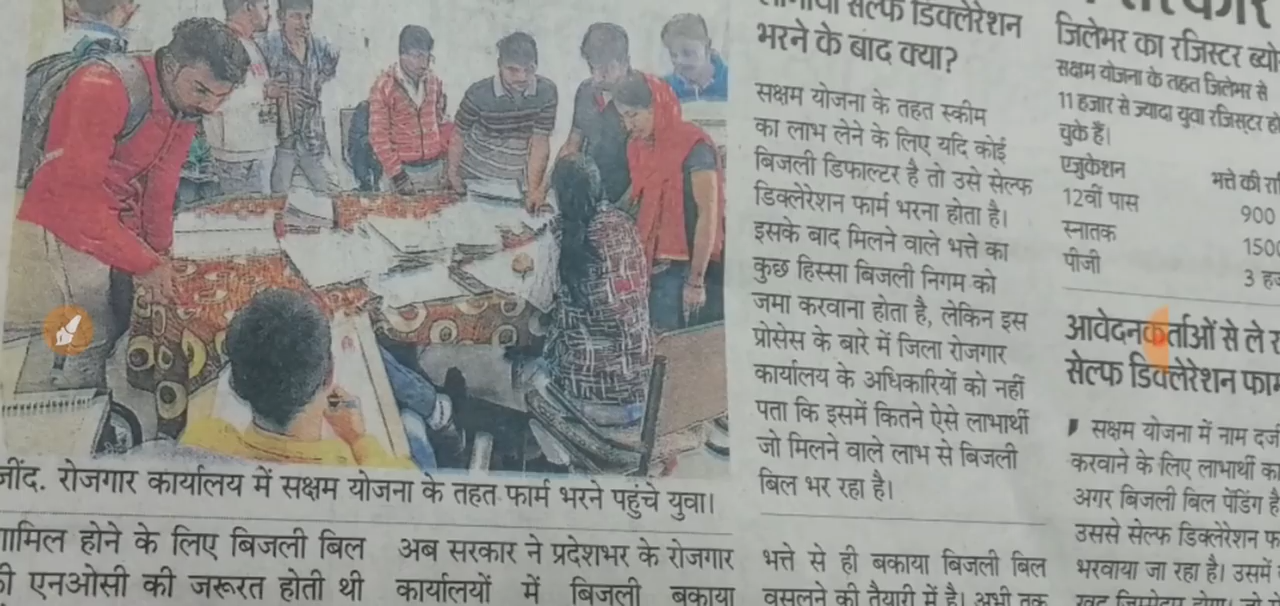 सेल्फ डिक्लेरेशन
भरने के बाद क्या?
सक्षम योजना के तहत स्कीम
का लाभ लेने के लिए यदि कोई
बिजली डिफाल्टर है तो उसे सेल्फ
डिक्लेरेशन फार्म भरना होता है।
इसके बाद मिलने वाले भत्ते का
कुछ हिस्सा बिजली निगम को
जमा करवाना होता है, लेकिन इस
प्रोसेस के बारे में जिला रोजगार
कार्यालय के अधिकारियों को नहीं
पता कि इसमें कितने ऐसे लाभार्थी
जो मिलने वाले लाभ से बिजली
बिल भर रहा है।
जिलेभर का रजिस्टर
सक्षम योजना के तहत जिलेभर से
11 हजार से ज्यादा युवा रजिस्टर
चुके हैं।
एजुकेशन भत्ते की
12वीं पास 900
स्नातक 150
पीजी 3
आवेदनकर्ताओं से ले
सेल्फ डिक्लेरेशन
सक्षम योजना में नाम
करवाने के लिए लाभार्थी
अगर बिजली बिल पेंडिंग
उससे सेल्फ डिक्लेरेशन
भरवाया जा रहा है। उसमें
जींद. रोजगार कार्यालय में सक्षम योजना के तहत फार्म भरने पहुंचे युवा।
होने के लिए बिजली बिल
एनओसी की जरूरत होती थी
अब सरकार ने प्रदेशभर के रोजगार
कार्यालयों में बिजली बकाया
भत्ते से ही बकाया बिजली बिल
वसूलने की तैयारी में है। अभी तक